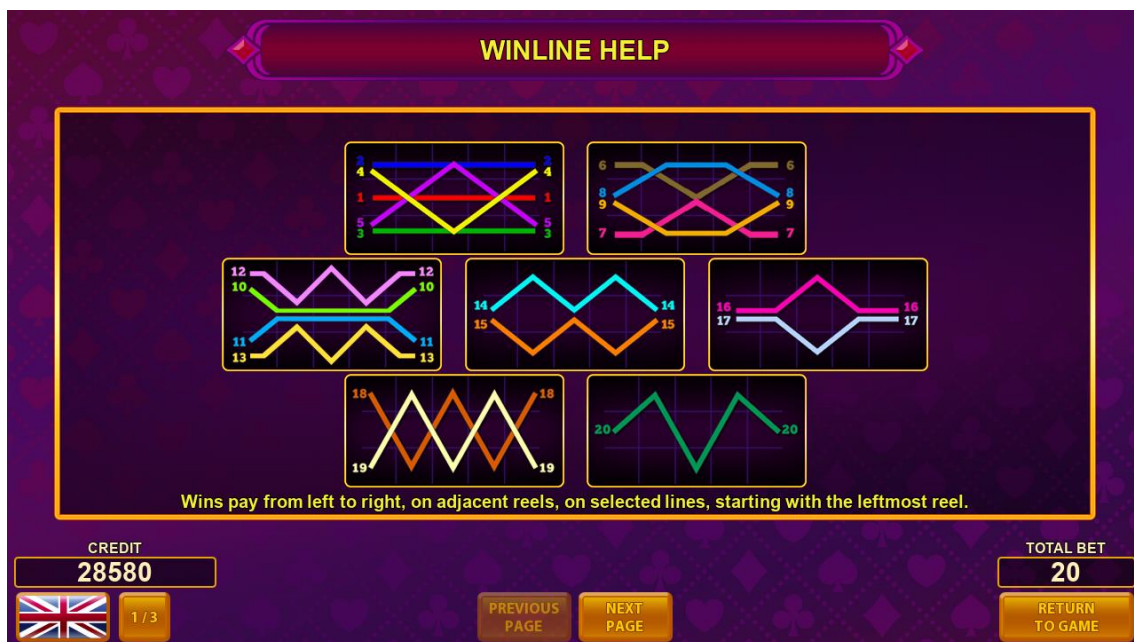 WINLINE HELP
2 2
4 4
1 1
5 5
3 3
6 6
8 8
9 9
7 7
12 12
10 10
11 11
13 13
14 14
15 15
16 16
17 17
18 18
19 19
20 20
Wins pay from left to right, on adjacent reels, on selected lines, starting with the leftmost reel.
CREDIT
28580
TOTAL BET
20
1 / 3
PREVIOUS
PAGE
NEXT
PAGE
RETURN
TO GAME